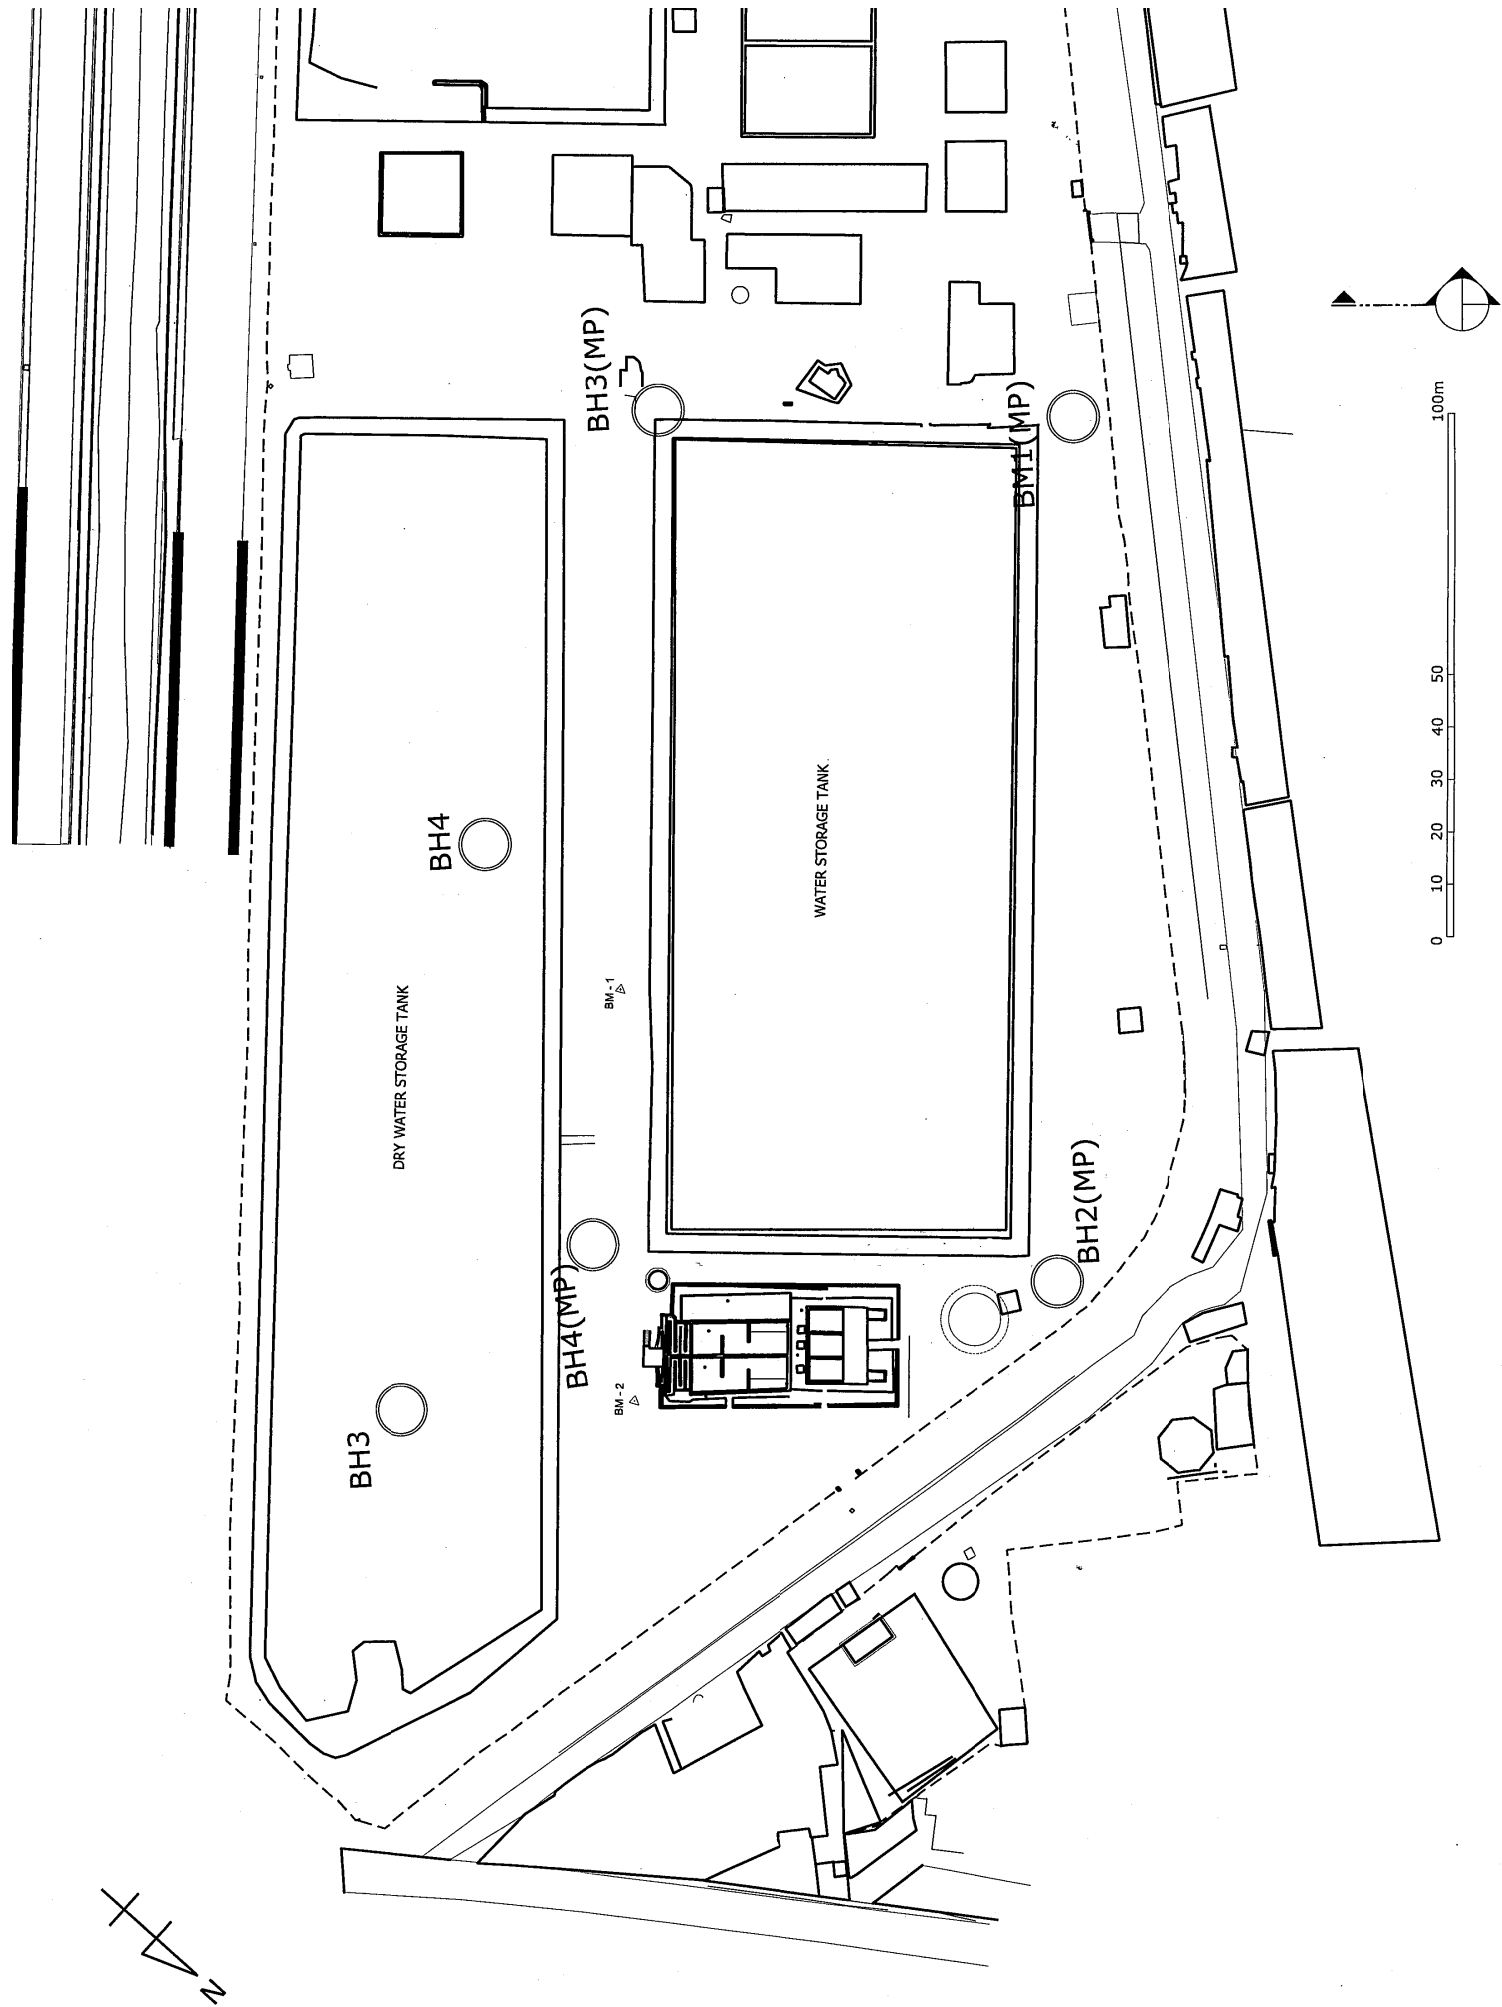 BH3(MP)
BM1(MP)
100m
50
40
30
20
10
0
BH4
WATER STORAGE TANK
BM - 1
DRY WATER STORAGE TANK
BH2(MP)
BH4(MP)
BM - 2
BH3
N